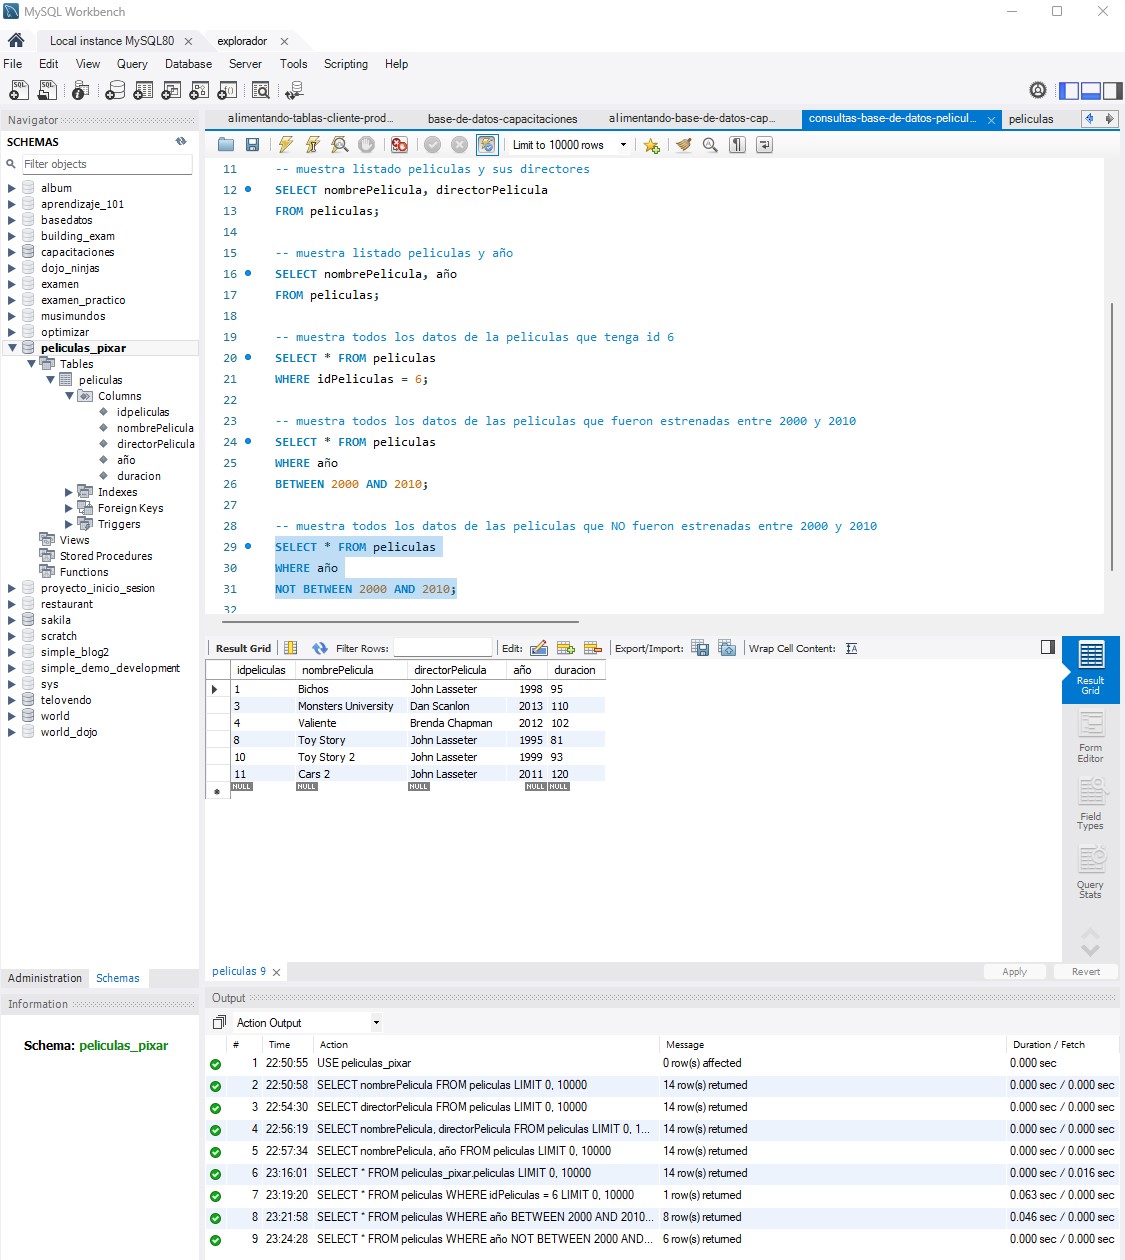 MySQL Workbench
Local instance MySQL80
explorador
File Edit View Query Database Server Tools Scripting Help
Navigator
SCHEMAS
Filter objects
album
aprendizaje_101
basedatos
building_exam
capacitaciones
dojo_ninjas
examen
examen_practico
musimundos
optimizar
peliculas_pixar
Tables
peliculas
Columns
idpeliculas
nombrePelicula
directorPelicula
año
duracion
Indexes
Foreign Keys
Triggers
Views
Stored Procedures
Functions
proyecto_inicio_sesion
restaurant
sakila
scratch
simple_blog2
simple_demo_development
sys
telovendo
world
world_dojo
Administration Schemas
Information
Schema: peliculas_pixar
alimentando-tablas-cliente-prod... base-de-datos-capacitaciones alimentando-base-de-datos-cap... consultas-base-de-datos-pelicul... peliculas
Limit to 10000 rows
11 -- muestra listado peliculas y sus directores
12 SELECT nombrePelicula, directorPelicula
13 FROM peliculas;
14
15 -- muestra listado peliculas y año
16 SELECT nombrePelicula, año
17 FROM peliculas;
18
19 -- muestra todos los datos de la peliculas que tenga id 6
20 SELECT * FROM peliculas
21 WHERE idPeliculas = 6;
22
23 -- muestra todos los datos de las peliculas que fueron estrenadas entre 2000 y 2010
24 SELECT * FROM peliculas
25 WHERE año
26 BETWEEN 2000 AND 2010;
27
28 -- muestra todos los datos de las peliculas que NO fueron estrenadas entre 2000 y 2010
29 SELECT * FROM peliculas
30 WHERE año
31 NOT BETWEEN 2000 AND 2010;
32
Result Grid Filter Rows: Edit: Export/Import: Wrap Cell Content:
idpeliculas nombrePelicula directorPelicula año duracion
1 Bichos John Lasseter 1998 95
3 Monsters University Dan Scanlon 2013 110
4 Valiente Brenda Chapman 2012 102
8 Toy Story John Lasseter 1995 81
10 Toy Story 2 John Lasseter 1999 93
11 Cars 2 John Lasseter 2011 120
NULL NULL NULL NULL NULL
Result
Grid
Form
Editor
Field
Types
Query
Stats
peliculas 9 Apply Revert
Output
Action Output
# Time Action Message Duration / Fetch
1 22:50:55 USE peliculas_pixar 0 row(s) affected 0.000 sec
2 22:50:58 SELECT nombrePelicula FROM peliculas LIMIT 0, 10000 14 row(s) returned 0.000 sec / 0.000 sec
3 22:54:30 SELECT directorPelicula FROM peliculas LIMIT 0, 10000 14 row(s) returned 0.000 sec / 0.000 sec
4 22:56:19 SELECT nombrePelicula, directorPelicula FROM peliculas LIMIT 0, 1... 14 row(s) returned 0.000 sec / 0.000 sec
5 22:57:34 SELECT nombrePelicula, año FROM peliculas LIMIT 0, 10000 14 row(s) returned 0.000 sec / 0.000 sec
6 23:16:01 SELECT * FROM peliculas_pixar.peliculas LIMIT 0, 10000 14 row(s) returned 0.000 sec / 0.016 sec
7 23:19:20 SELECT * FROM peliculas WHERE idPeliculas = 6 LIMIT 0, 10000 1 row(s) returned 0.063 sec / 0.000 sec
8 23:21:58 SELECT * FROM peliculas WHERE año BETWEEN 2000 AND 2010... 8 row(s) returned 0.046 sec / 0.000 sec
9 23:24:28 SELECT * FROM peliculas WHERE año NOT BETWEEN 2000 AND... 6 row(s) returned 0.000 sec / 0.000 sec